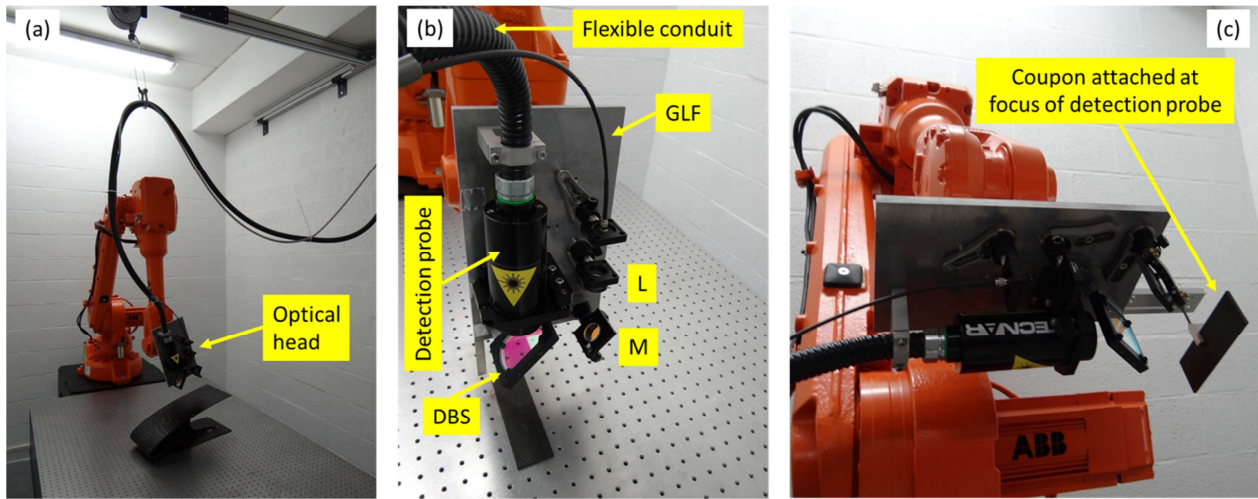 (a)
Optical
head
(b)
Flexible conduit
GLF
Detection probe
L
M
DBS
(c)
Coupon attached at
focus of detection probe
TECNAR
ABB